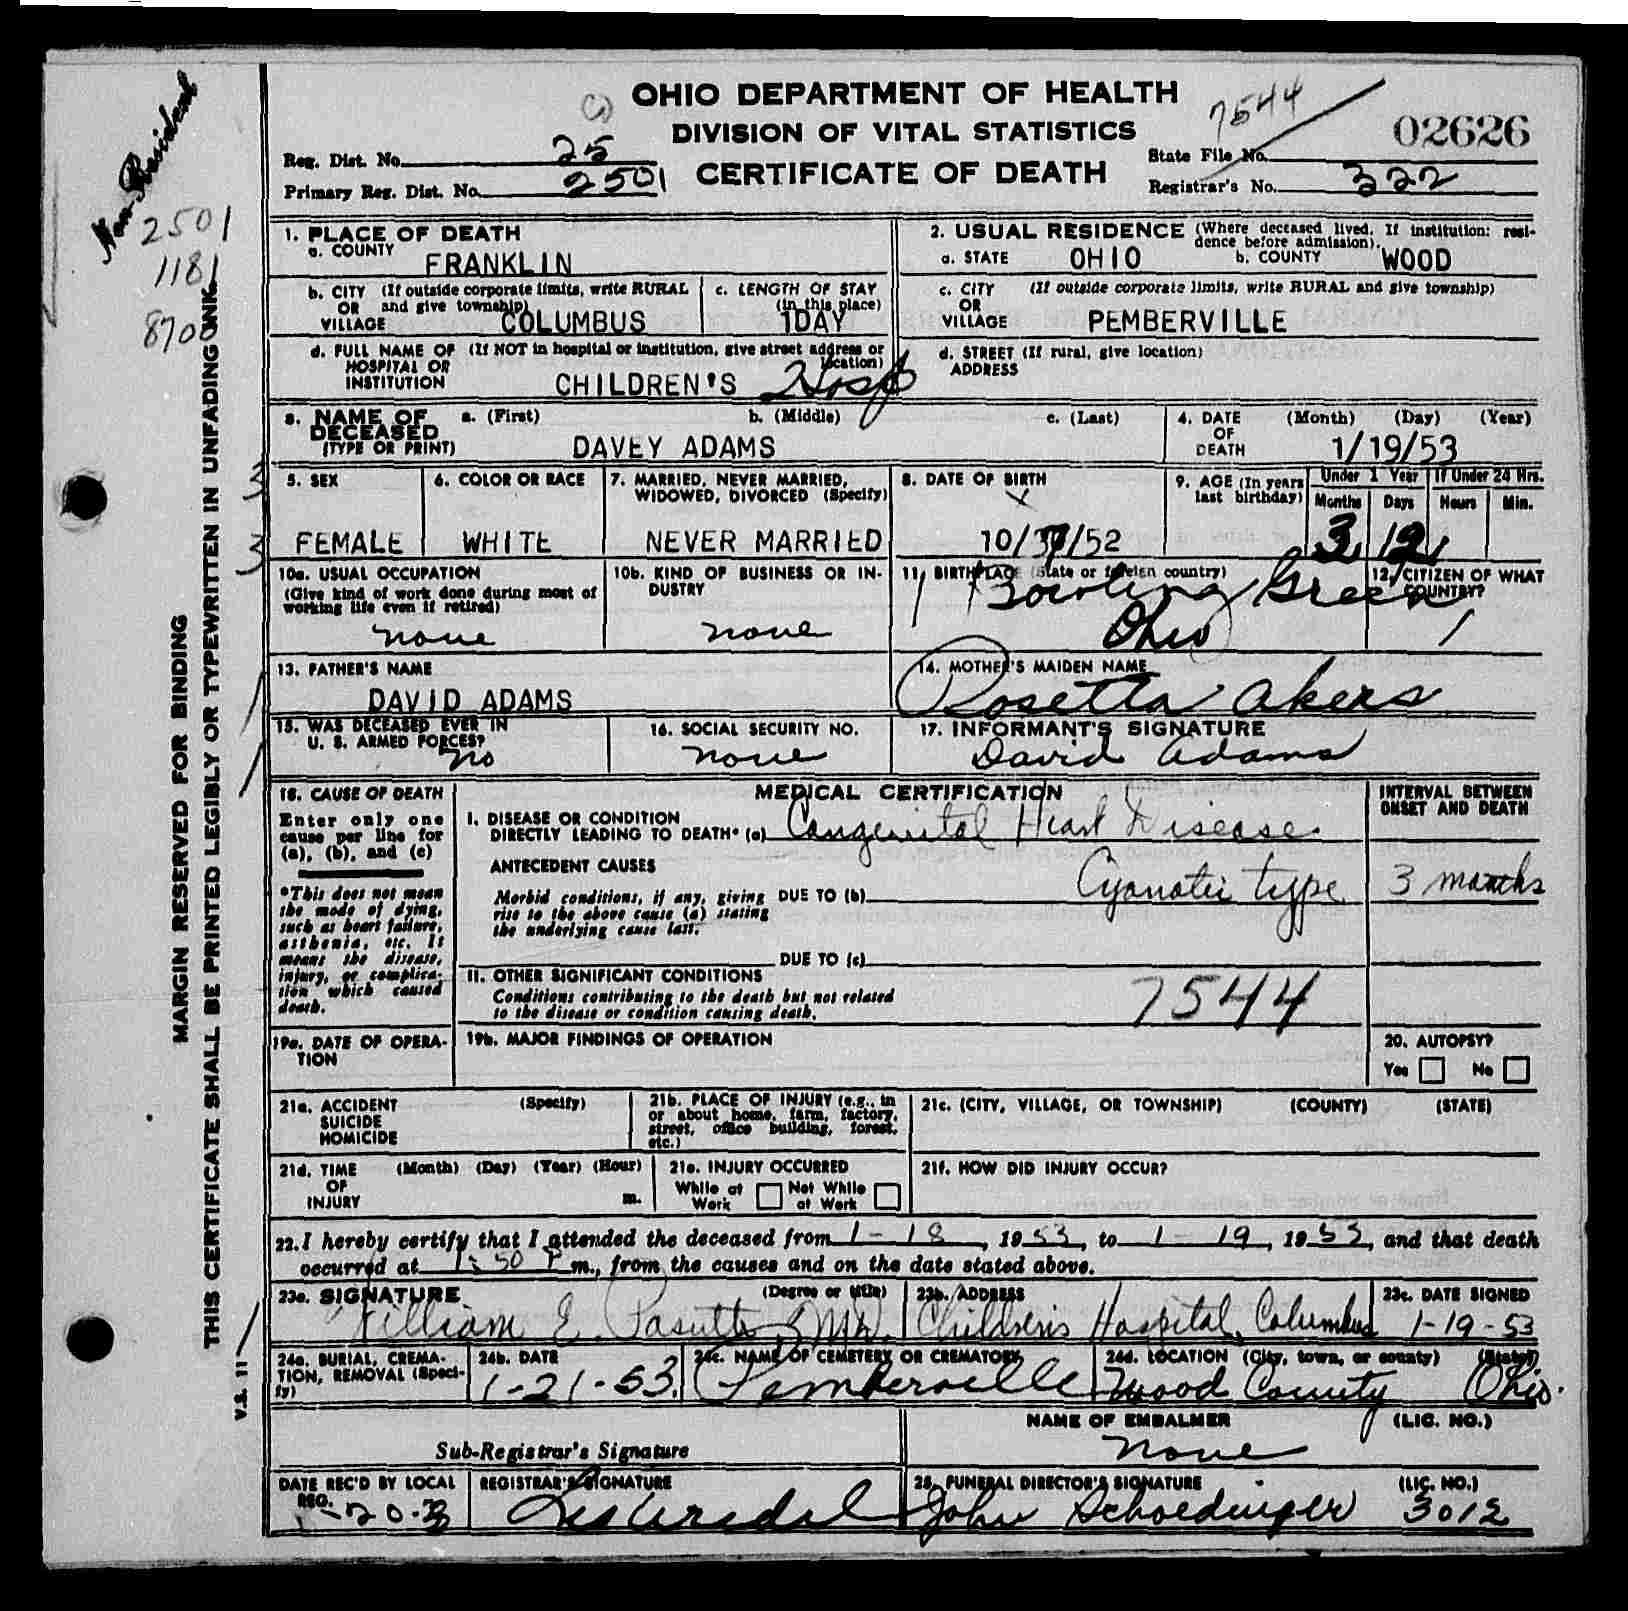 OHIO DEPARTMENT OF HEALTH
DIVISION OF VITAL STATISTICS
CERTIFICATE OF DEATH
7544
02626
Reg. Dist. No. 25
Primary Reg. Dist. No. 2501
State File No.
Registrar's No. 322
Non-Resident
2501
1181
8700
MARGIN RESERVED FOR BINDING
THIS CERTIFICATE SHALL BE PRINTED LEGIBLY OR TYPEWRITTEN IN UNFADING INK.
V.S. 11
1. PLACE OF DEATH
a. COUNTY FRANKLIN
b. CITY (If outside corporate limits, write RURAL
OR and give township)
VILLAGE COLUMBUS
c. LENGTH OF STAY
(in this place)
1DAY
d. FULL NAME OF (If NOT in hospital or institution, give street address or
HOSPITAL OR location)
INSTITUTION CHILDREN'S Hosp
2. USUAL RESIDENCE (Where deceased lived. If institution: resi-
dence before admission).
a. STATE OHIO b. COUNTY WOOD
c. CITY (If outside corporate limits, write RURAL and give township)
OR
VILLAGE PEMBERVILLE
d. STREET (If rural, give location)
ADDRESS
3. NAME OF a. (First) b. (Middle) c. (Last)
DECEASED
(TYPE OR PRINT) DAVEY ADAMS
4. DATE (Month) (Day) (Year)
OF
DEATH 1/19/53
5. SEX
FEMALE
6. COLOR OR RACE
WHITE
7. MARRIED, NEVER MARRIED,
WIDOWED, DIVORCED (Specify)
NEVER MARRIED
8. DATE OF BIRTH
10/ /52
9. AGE (In years
last birthday)
Under 1 Year
Months Days
3
If Under 24 Hrs.
Hours Min.
10a. USUAL OCCUPATION
(Give kind of work done during most of
working life even if retired)
none
10b. KIND OF BUSINESS OR IN-
DUSTRY
none
11. BIRTHPLACE (State or foreign country)
Bowling Green
Ohio
12. CITIZEN OF WHAT
COUNTRY?
13. FATHER'S NAME
DAVID ADAMS
14. MOTHER'S MAIDEN NAME
Rosetta Akers
15. WAS DECEASED EVER IN
U. S. ARMED FORCES?
No
16. SOCIAL SECURITY NO.
none
17. INFORMANT'S SIGNATURE
David Adams
18. CAUSE OF DEATH
Enter only one
cause per line for
(a), (b), and (c)
*This does not mean
the mode of dying,
such as heart failure,
asthenia, etc. It
means the disease,
injury, or complica-
tion which caused
death.
MEDICAL CERTIFICATION
I. DISEASE OR CONDITION
DIRECTLY LEADING TO DEATH* (a) Congenital Heart Disease
ANTECEDENT CAUSES
Morbid conditions, if any, giving DUE TO (b) Cyanotic type
rise to the above cause (a) stating
the underlying cause last.
DUE TO (c)
II. OTHER SIGNIFICANT CONDITIONS
Conditions contributing to the death but not related
to the disease or condition causing death.
7544
INTERVAL BETWEEN
ONSET AND DEATH
3 months
19a. DATE OF OPERA-
TION
19b. MAJOR FINDINGS OF OPERATION
20. AUTOPSY?
Yes No
21a. ACCIDENT (Specify)
SUICIDE
HOMICIDE
21b. PLACE OF INJURY (e.g., in
or about home, farm, factory,
street, office building, forest,
etc.)
21c. (CITY, VILLAGE, OR TOWNSHIP) (COUNTY) (STATE)
21d. TIME (Month) (Day) (Year) (Hour)
OF
INJURY m.
21e. INJURY OCCURRED
While at Not While
Work at Work
21f. HOW DID INJURY OCCUR?
22. I hereby certify that I attended the deceased from 1-18, 1953, to 1-19, 1953, and that death
occurred at 1:50 P m., from the causes and on the date stated above.
23a. SIGNATURE (Degree or title)
William E. MD.
23b. ADDRESS
Children's Hospital, Columbus
23c. DATE SIGNED
1-19-53
24a. BURIAL, CREMA-
TION, REMOVAL (Speci-
fy)
24b. DATE
1-21-53
24c. NAME OF CEMETERY OR CREMATORY
Pemberville
24d. LOCATION (City, town, or county) (State)
Wood County Ohio.
Sub-Registrar's Signature
NAME OF EMBALMER (LIC. NO.)
none
DATE REC'D BY LOCAL
REG.
REGISTRAR'S SIGNATURE
25. FUNERAL DIRECTOR'S SIGNATURE (LIC. NO.)
John Schoedinger 3012